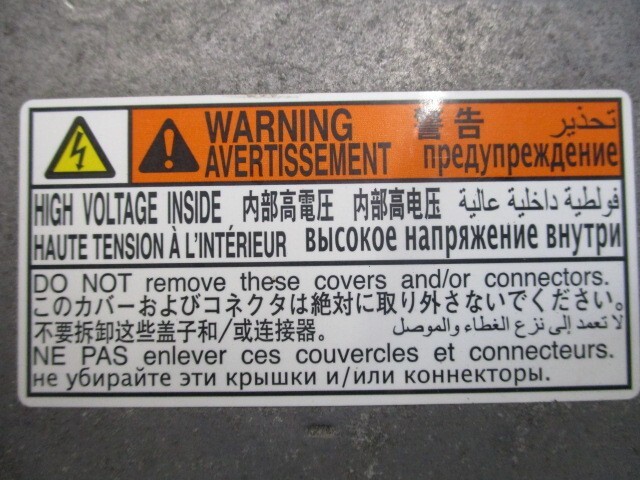 WARNING 警告 تحذير
AVERTISSEMENT предупреждение
HIGH VOLTAGE INSIDE 内部高電圧 内部高电压 فولطية داخلية عالية
HAUTE TENSION À L'INTÉRIEUR высокое напряжение внутри
DO NOT remove these covers and/or connectors.
このカバーおよびコネクタは絶対に取り外さないでください。
不要拆卸这些盖子和/或连接器。 لا تعمد إلى نزع الغطاء والموصل
NE PAS enlever ces couvercles et connecteurs.
не убирайте эти крышки и/или коннекторы.